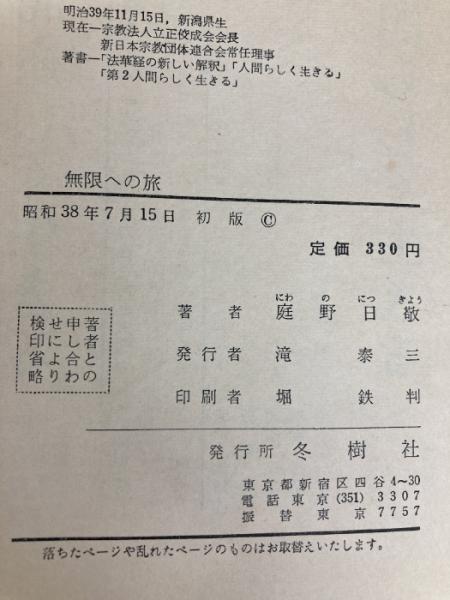 明治39年11月15日，新潟県生
現在―宗教法人立正佼成会会長
新日本宗教団体連合会常任理事
著書―「法華経の新しい解釈」「人間らしく生きる」
「第2人間らしく生きる」
無限への旅
昭和38年7月15日 初版 ©
定価 330円
にわ の につ きよう
著者 庭野日敬
発行者 滝泰三
印刷者 堀鉄判
著者との
申し合わ
せにより
検印省略
発行所 冬樹社
東京都新宿区四谷4~30
電話東京(351)3307
振替東京7757
落ちたページや乱れたページのものはお取替えいたします。